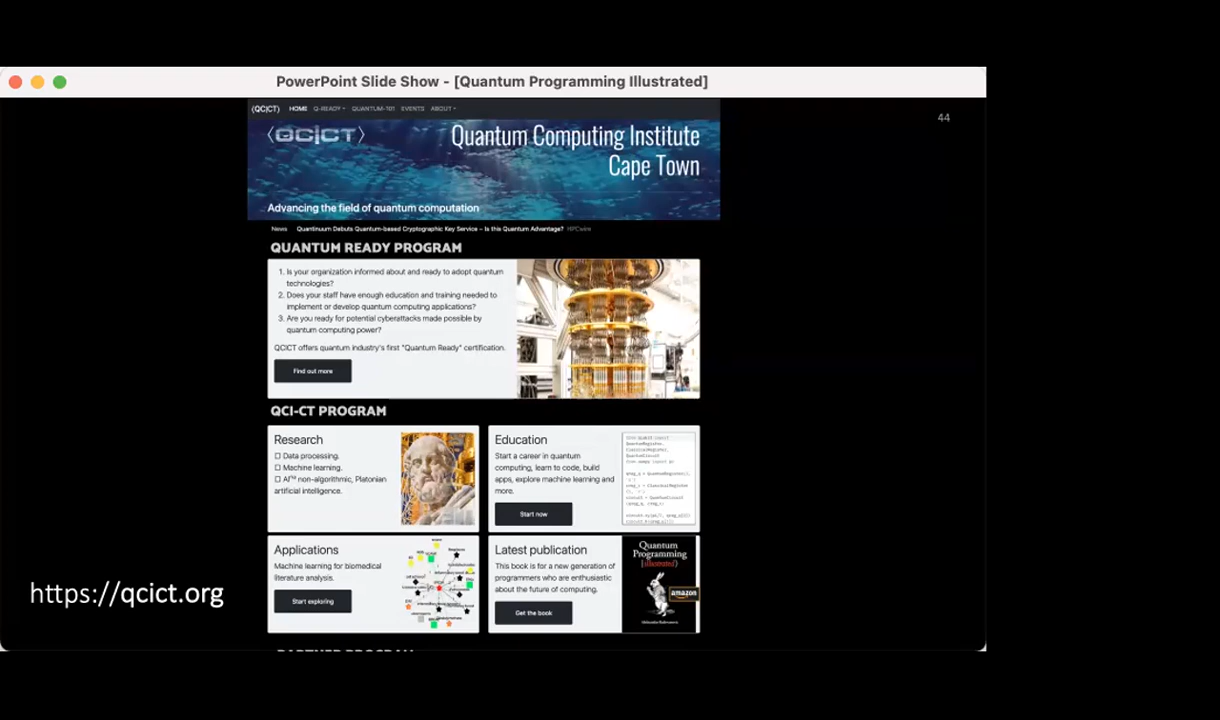 PowerPoint Slide Show - [Quantum Programming Illustrated]
44
⟨QC|CT⟩ HOME Q-READY QUANTUM-101 EVENTS ABOUT
⟨QC|CT⟩
Quantum Computing Institute
Cape Town
Advancing the field of quantum computation
News Quantinuum Debuts Quantum-based Cryptographic Key Service – Is this Quantum Advantage? HPCwire
QUANTUM READY PROGRAM
1. Is your organization informed about and ready to adopt quantum
technologies?
2. Does your staff have enough education and training needed to
implement or develop quantum computing applications?
3. Are you ready for potential cyberattacks made possible by
quantum computing power?
QCICT offers quantum industry's first "Quantum Ready" certification.
Find out more
QCI-CT PROGRAM
Research
☐ Data processing.
☐ Machine learning.
☐ AI™ non-algorithmic, Platonian
artificial intelligence.
Education
Start a career in quantum
computing, learn to code, build
apps, explore machine learning and
more.
Start now
Applications
Machine learning for biomedical
literature analysis.
Start exploring
Latest publication
This book is for a new generation of
programmers who are enthusiastic
about the future of computing.
Get the book
Quantum
Programming
[illustrated⟩
amazon
https://qcict.org